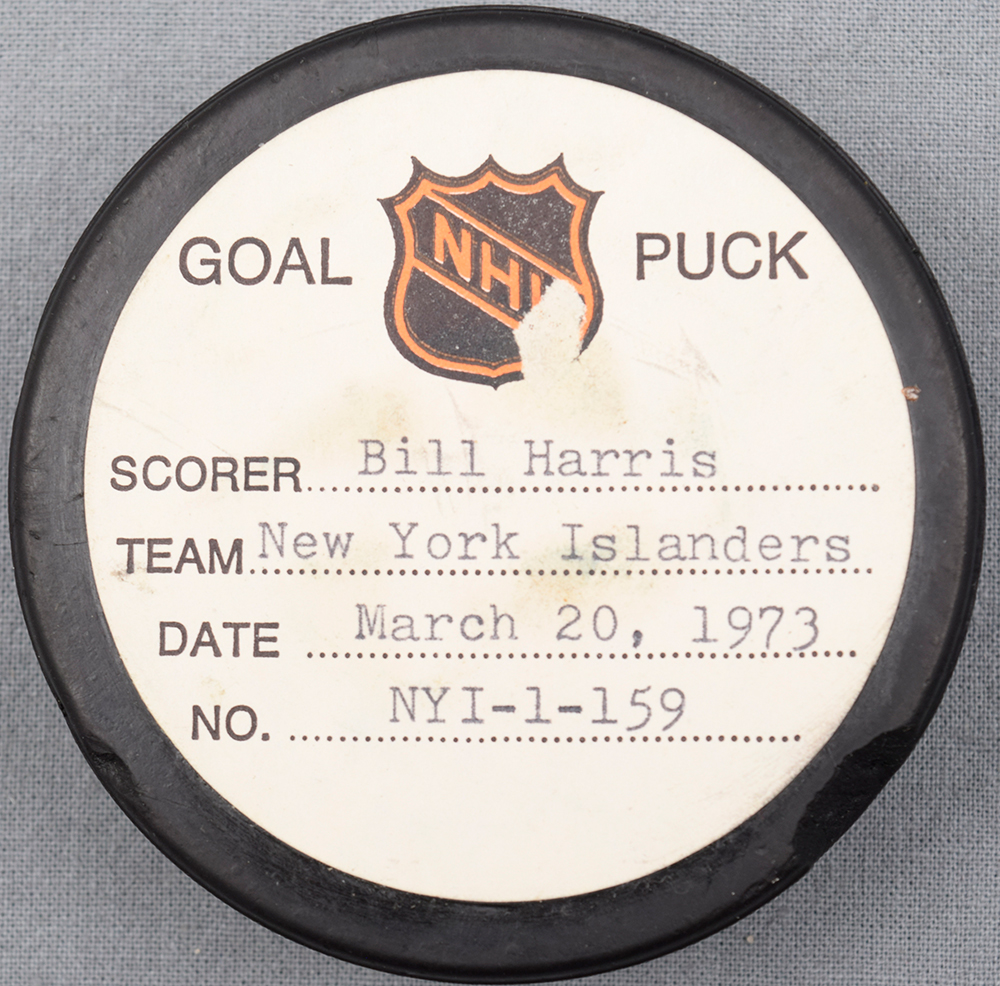 GOAL NHL PUCK
SCORER Bill Harris
TEAM New York Islanders
DATE March 20, 1973
NO. NYI-1-159